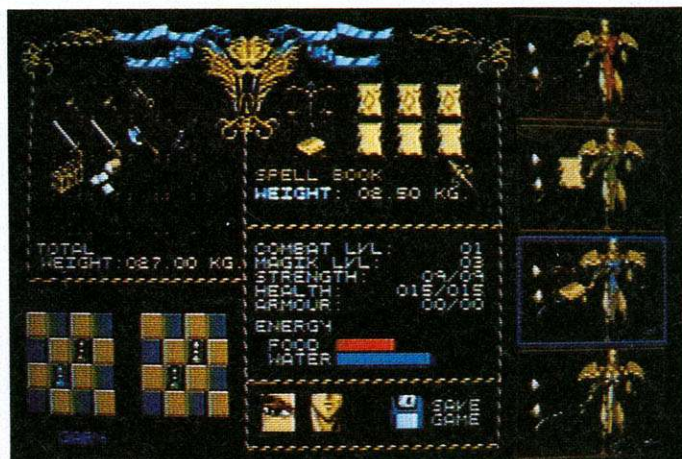 SPELL BOOK
WEIGHT: 08.50 KG.
TOTAL
WEIGHT:027.00 KG.
COMBAT LVL: 01
MAGIK LVL: 03
STRENGTH: 09/09
HEALTH: 015/015
ARMOUR: 00/00
ENERGY
FOOD
WATER
SAVE
GAME